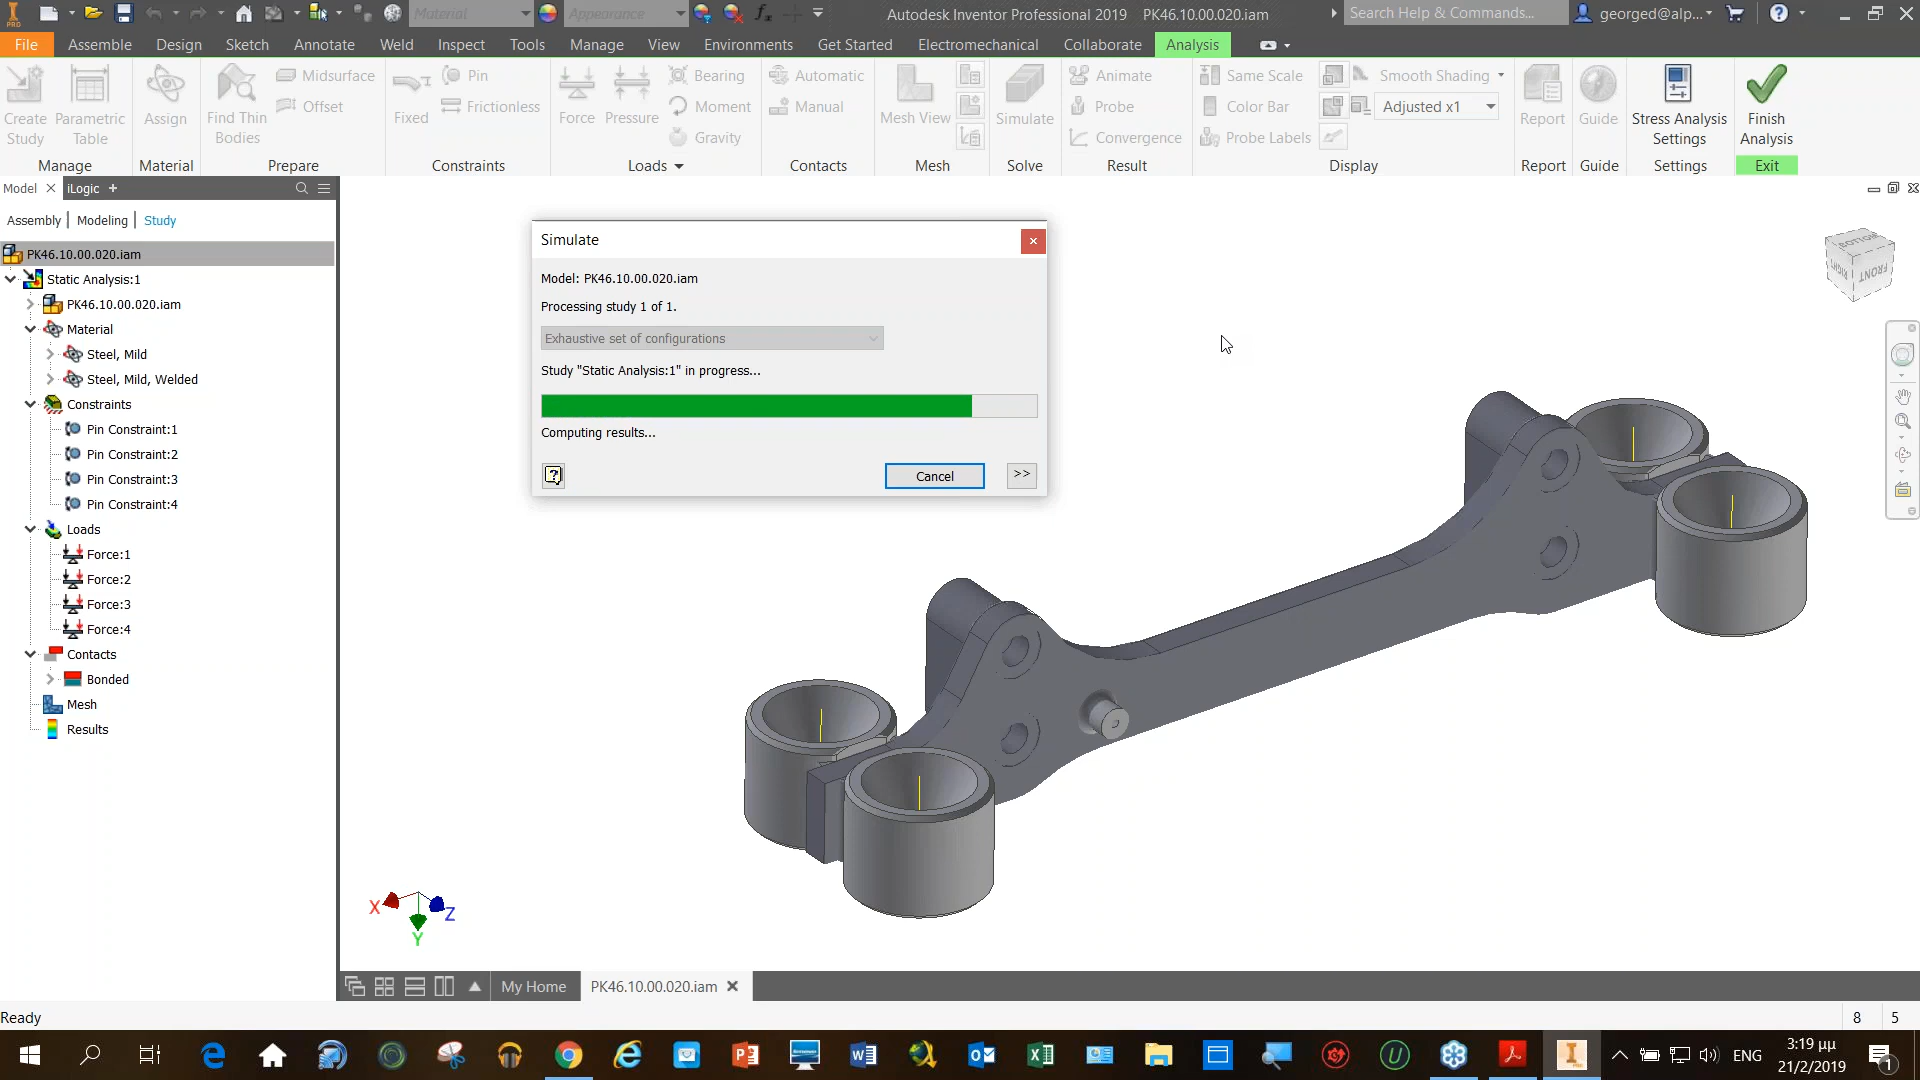 Material
Appearance
fx
Autodesk Inventor Professional 2019 PK46.10.00.020.iam
Search Help & Commands...
georged@alp...
PRO
File Assemble Design Sketch Annotate Weld Inspect Tools Manage View Environments Get Started Electromechanical Collaborate Analysis
Create Study
Parametric Table
Assign
Find Thin Bodies
Midsurface
Offset
Fixed
Pin
Frictionless
Force
Pressure
Bearing
Moment
Gravity
Automatic
Manual
Mesh View
Simulate
Animate
Probe
Convergence
Same Scale
Color Bar
Probe Labels
Smooth Shading
Adjusted x1
Report
Guide
Stress Analysis Settings
Finish Analysis
Manage Material Prepare Constraints Loads Contacts Mesh Solve Result Display Report Guide Settings Exit
Model iLogic +
Assembly | Modeling | Study
PK46.10.00.020.iam
Static Analysis:1
PK46.10.00.020.iam
Material
Steel, Mild
Steel, Mild, Welded
Constraints
Pin Constraint:1
Pin Constraint:2
Pin Constraint:3
Pin Constraint:4
Loads
Force:1
Force:2
Force:3
Force:4
Contacts
Bonded
Mesh
Results
Simulate
Model: PK46.10.00.020.iam
Processing study 1 of 1.
Exhaustive set of configurations
Study "Static Analysis:1" in progress...
Computing results...
Cancel
>>
BOTTOM
RIGHT
FRONT
X
Z
Y
My Home
PK46.10.00.020.iam
Ready
8 5
ENG
3:19 μμ
21/2/2019
1